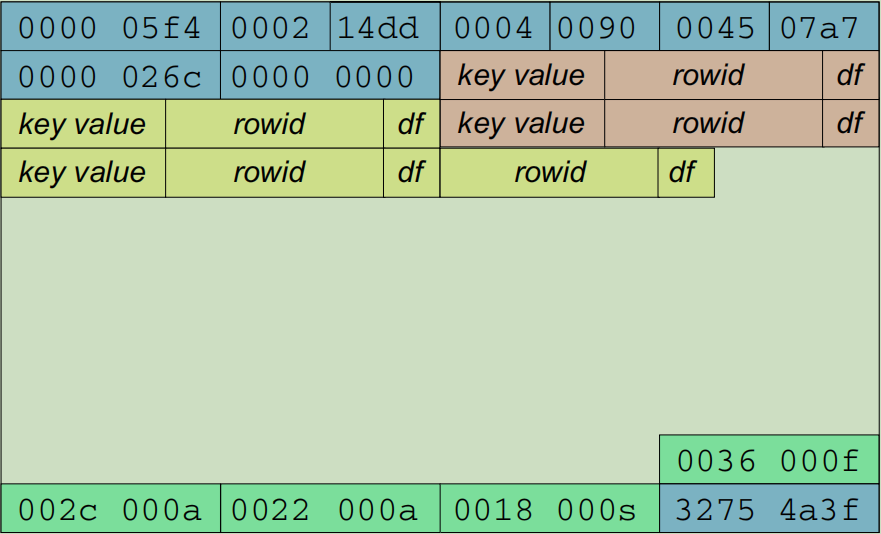 0000 05f4 0002 14dd 0004 0090 0045 07a7
0000 026c 0000 0000 key value rowid df
key value rowid df key value rowid df
key value rowid df rowid df
0036 000f
002c 000a 0022 000a 0018 000s 3275 4a3f